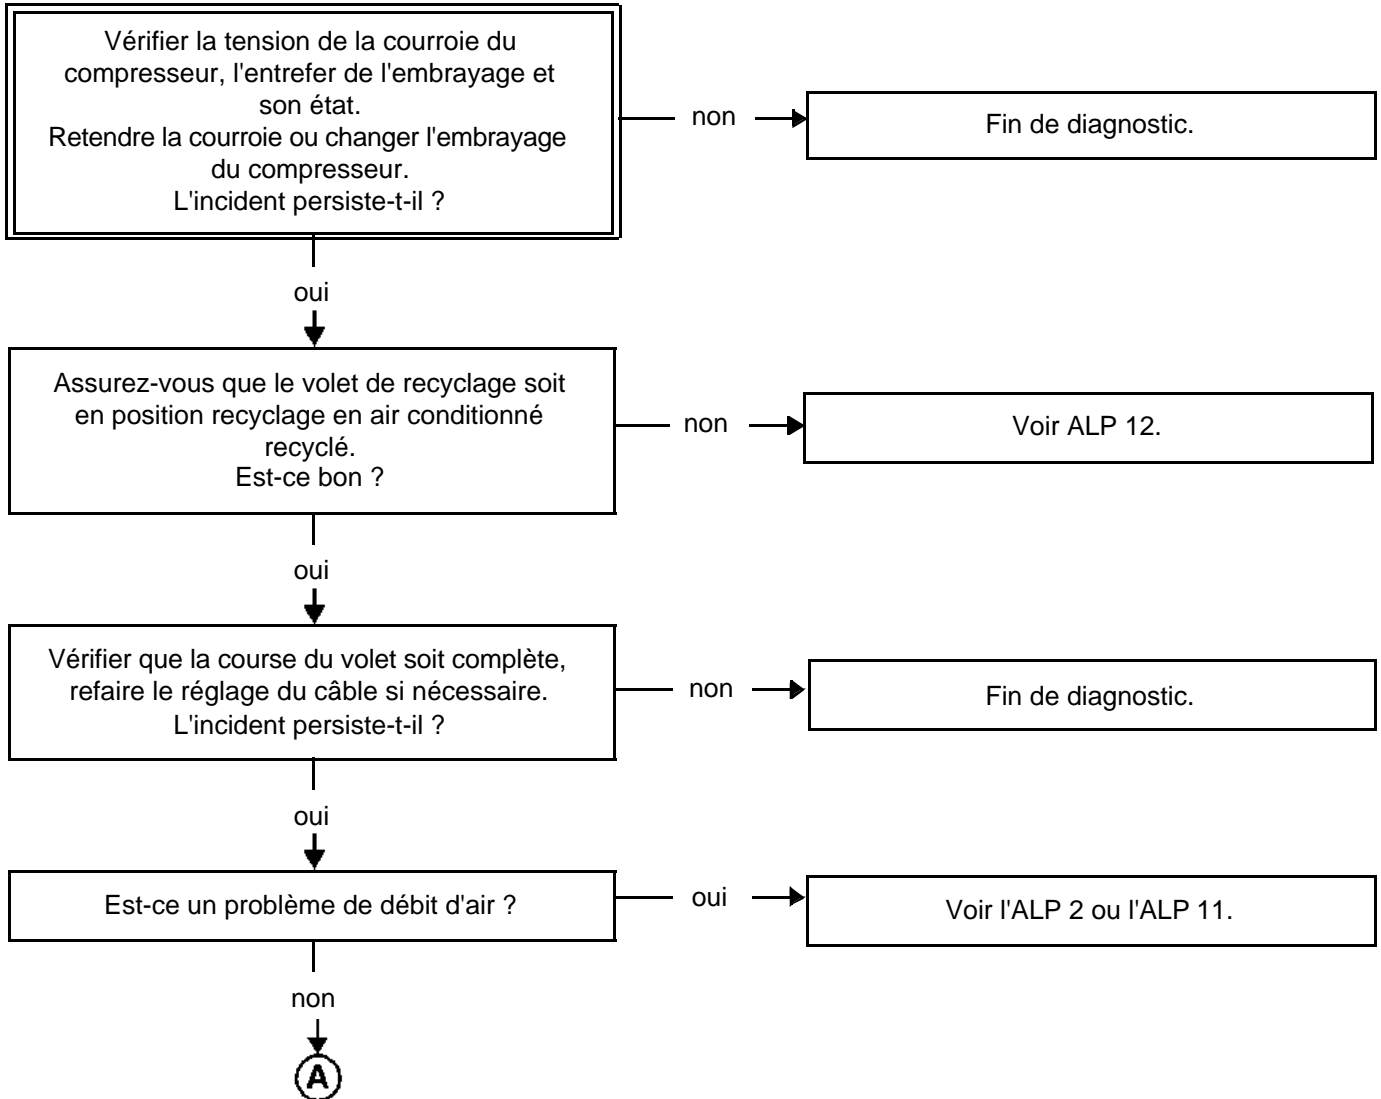 Vérifier la tension de la courroie du
compresseur, l'entrefer de l'embrayage et
son état.
Retendre la courroie ou changer l'embrayage
du compresseur.
L'incident persiste-t-il ?
non
Fin de diagnostic.
oui
Assurez-vous que le volet de recyclage soit
en position recyclage en air conditionné
recyclé.
Est-ce bon ?
non
Voir ALP 12.
oui
Vérifier que la course du volet soit complète,
refaire le réglage du câble si nécessaire.
L'incident persiste-t-il ?
non
Fin de diagnostic.
oui
Est-ce un problème de débit d'air ?
oui
Voir l'ALP 2 ou l'ALP 11.
non
A